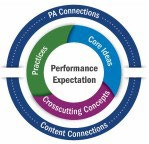 PA Connections
Practices
Core Ideas
Performance
Expectation
Crosscutting Concepts
Content Connections